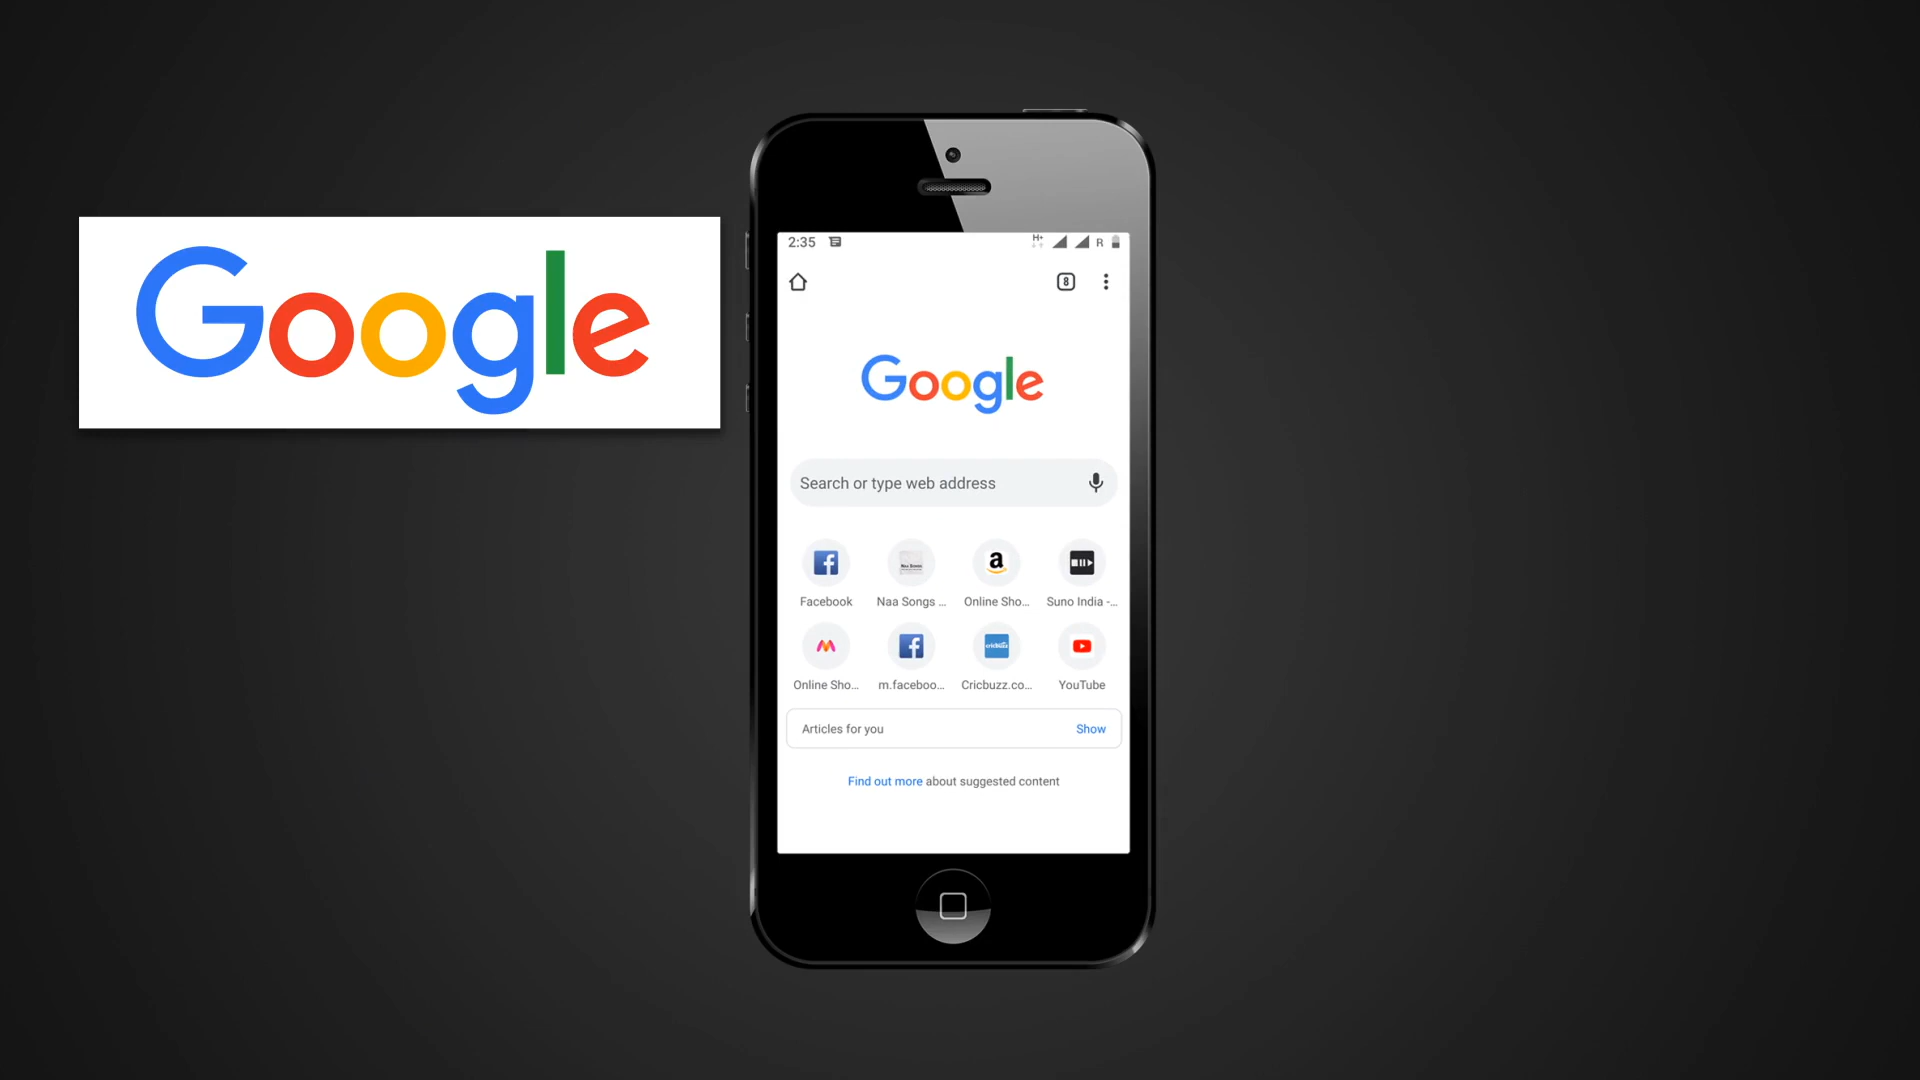 Google
2:35 H+ R
8
Google
Search or type web address
Facebook Naa Songs ... Online Sho... Suno India -...
Online Sho... m.faceboo... Cricbuzz.co... YouTube
Articles for you Show
Find out more about suggested content